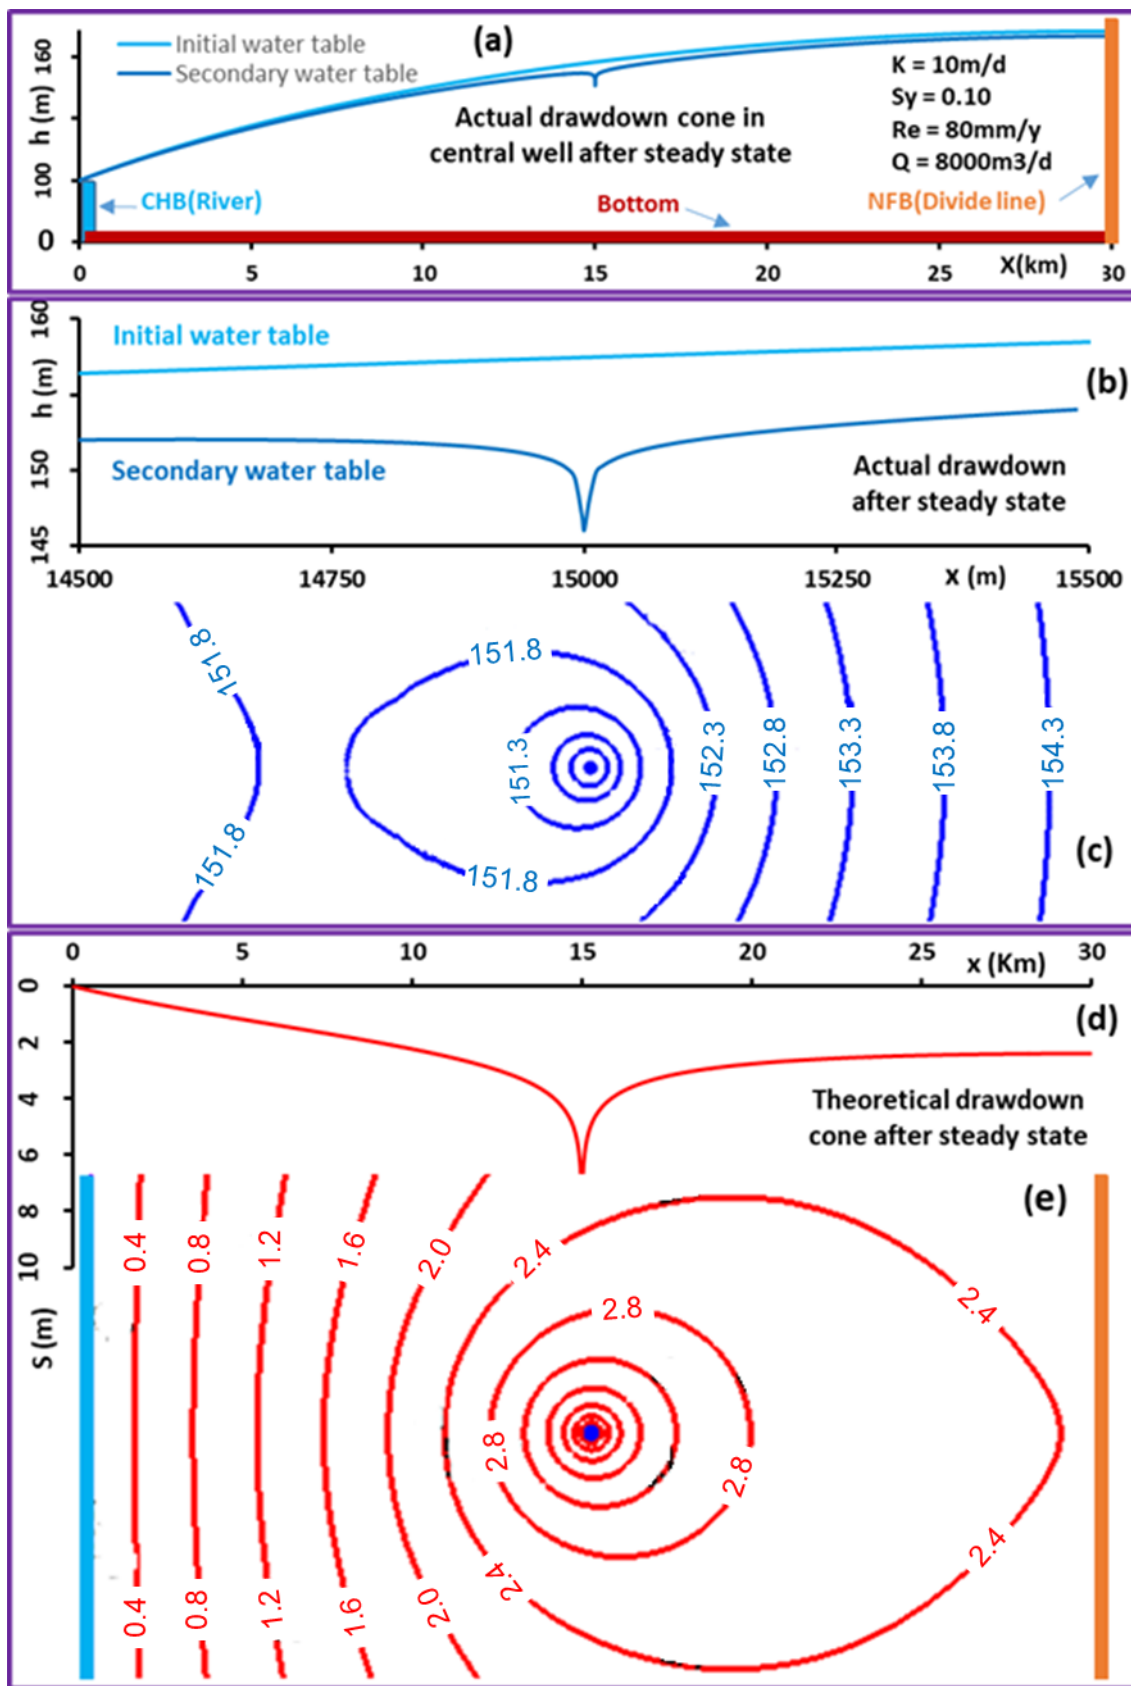 (a)
Initial water table
Secondary water table
K = 10m/d
Sy = 0.10
Re = 80mm/y
Q = 8000m3/d
Actual drawdown cone in
central well after steady state
h (m)
160
100
0
CHB(River)
Bottom
NFB(Divide line)
0 5 10 15 20 25 X(km) 30
160
h (m)
150
145
Initial water table
(b)
Secondary water table
Actual drawdown
after steady state
14500 14750 15000 15250 x (m) 15500
151.8
151.8
151.8
151.3
152.3
152.8
153.3
153.8
154.3
151.8
151.8
(c)
0 5 10 15 20 25 x (Km) 30
0
2
4
6
8
10
S (m)
(d)
Theoretical drawdown
cone after steady state
(e)
0.4
0.8
1.2
1.6
2.0
2.4
2.4
2.8
2.8
2.8
0.4
0.8
1.2
1.6
2.0
2.4
2.4